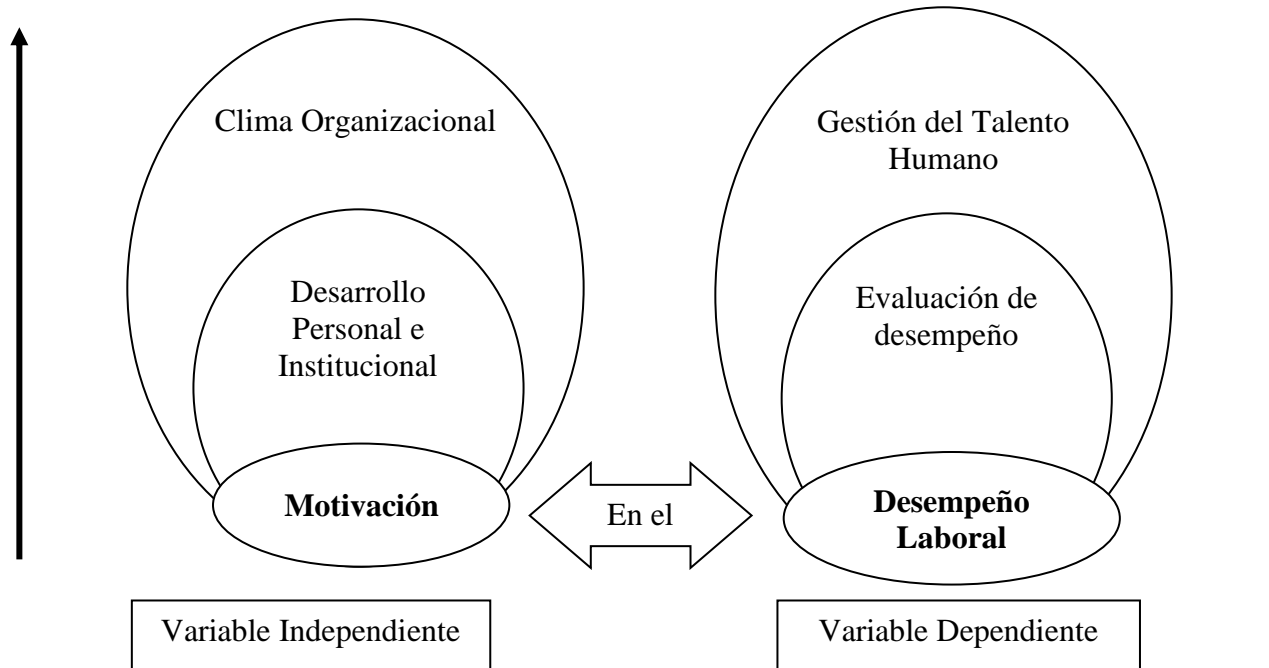 Clima Organizacional
Desarrollo
Personal e
Institucional
Motivación
En el
Gestión del Talento
Humano
Evaluación de
desempeño
Desempeño
Laboral
Variable Independiente
Variable Dependiente